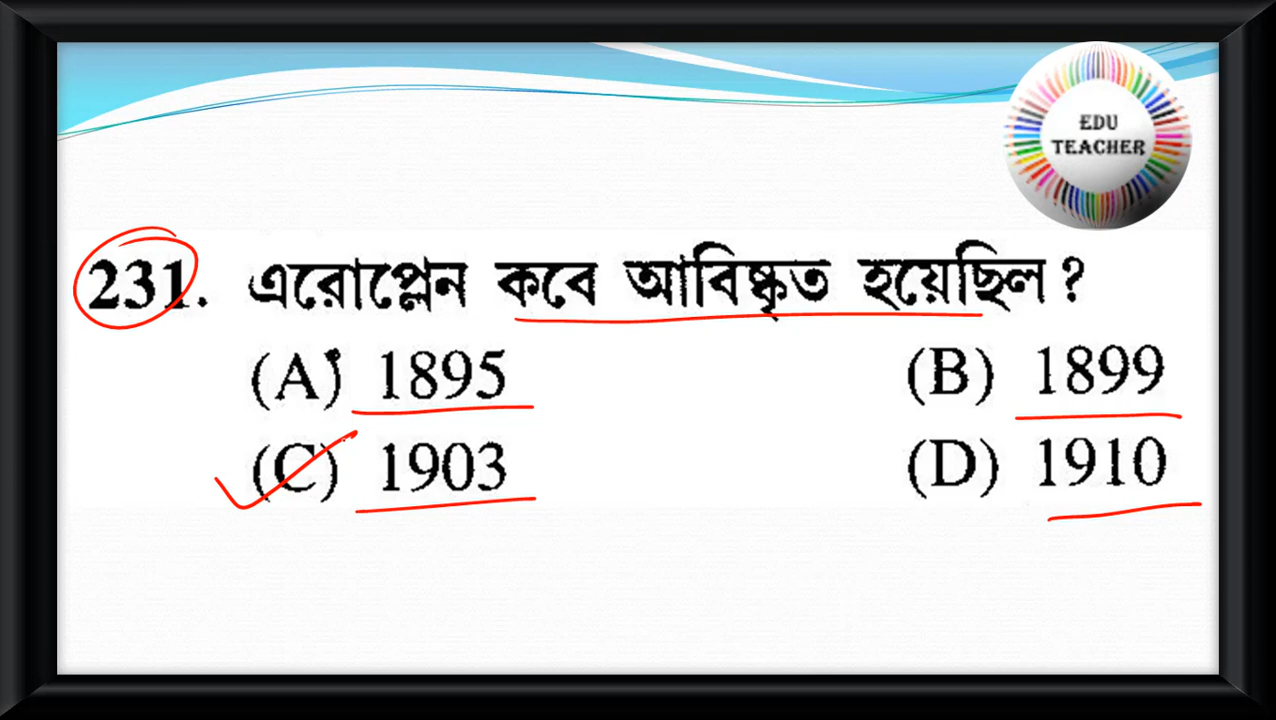 EDU
TEACHER
231. এরোপ্লেন কবে আবিষ্কৃত হয়েছিল ?
(A) 1895 (B) 1899
(C) 1903 (D) 1910